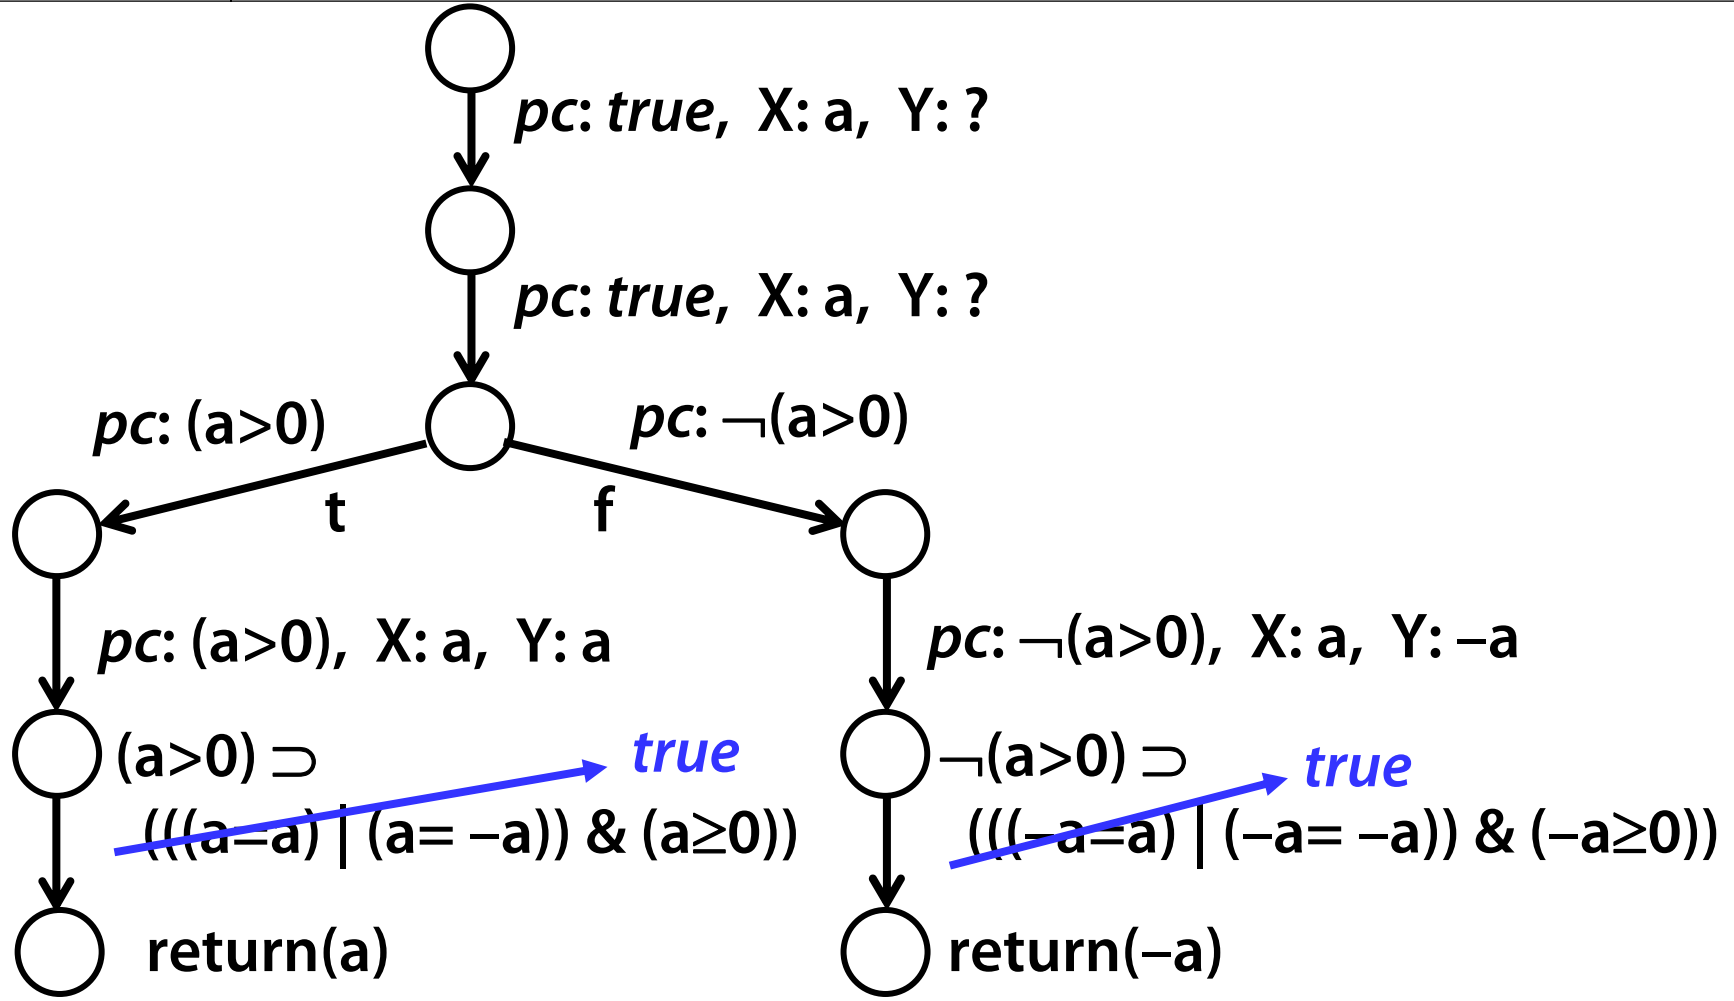 pc: true, X: a, Y: ?
pc: true, X: a, Y: ?
pc: (a>0)
pc: ¬(a>0)
t
f
pc: (a>0), X: a, Y: a
pc: ¬(a>0), X: a, Y: –a
(a>0) ⊃
true
(((a=a) | (a= –a)) & (a≥0))
¬(a>0) ⊃
true
(((–a=a) | (–a= –a)) & (–a≥0))
return(a)
return(–a)